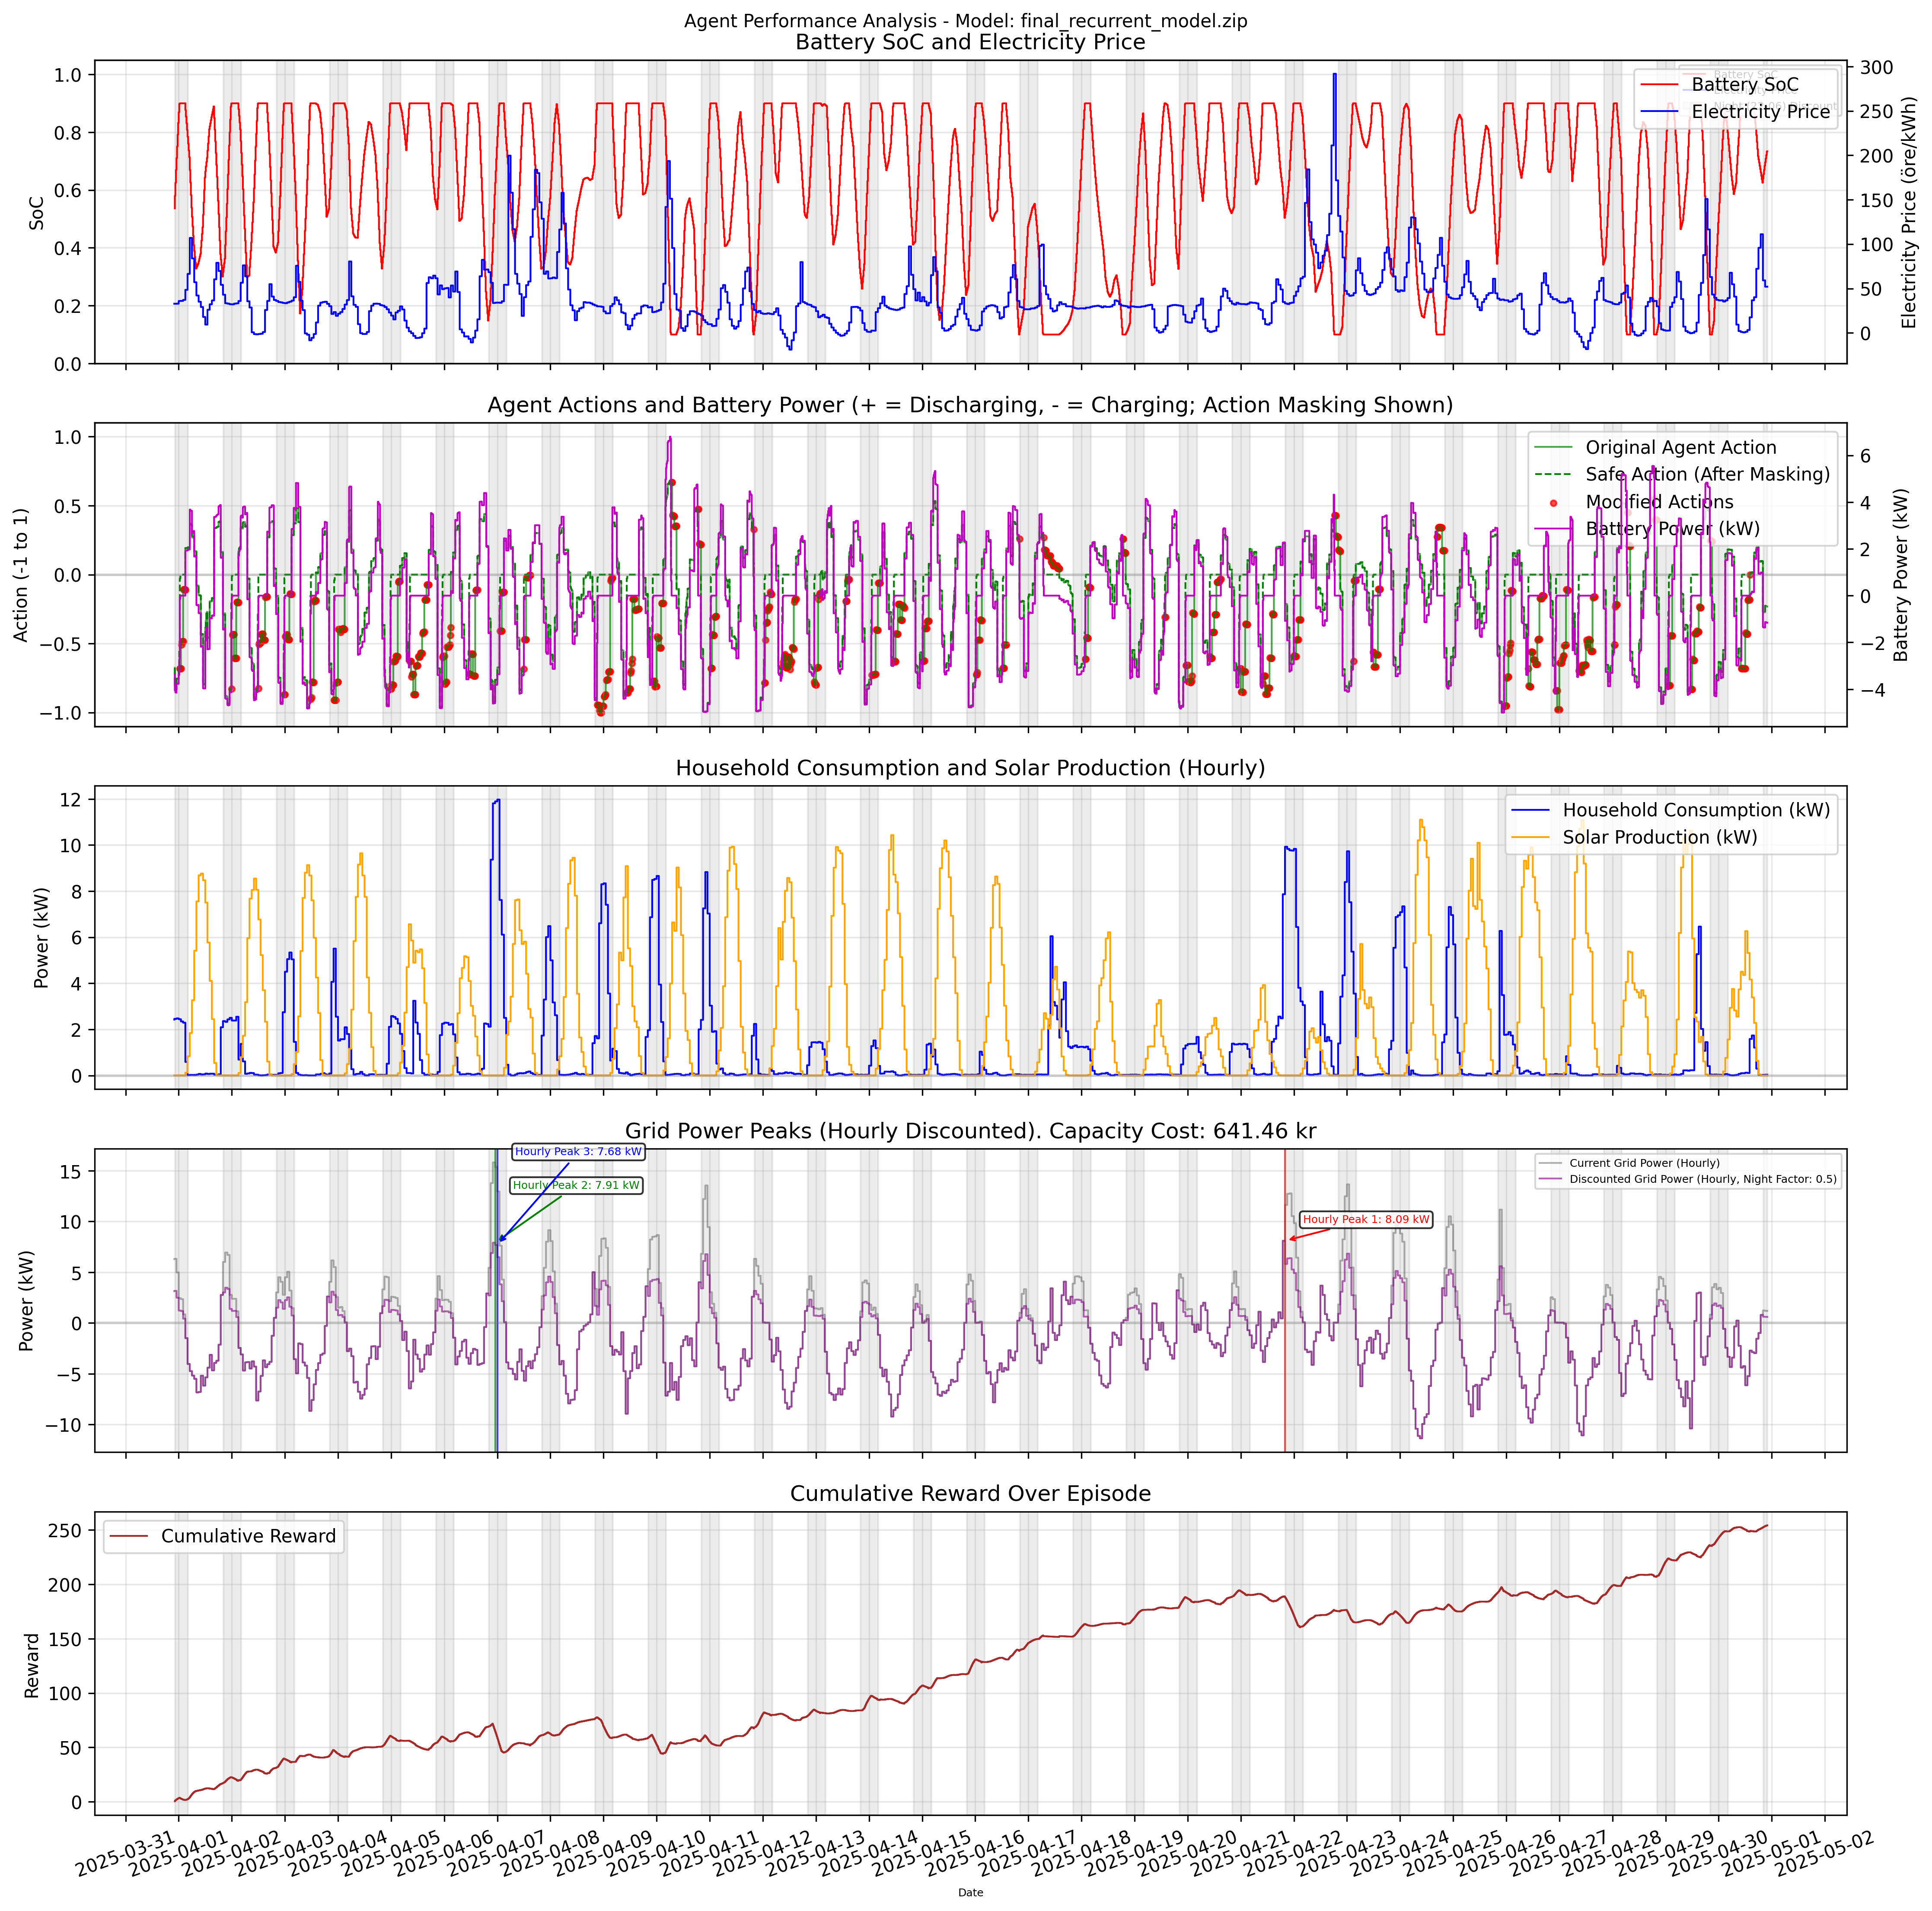 Agent Performance Analysis - Model: final_recurrent_model.zip
Battery SoC and Electricity Price
1.0
0.8
0.6
0.4
0.2
0.0
SoC
300
250
200
150
100
50
0
Electricity Price (öre/kWh)
Battery SoC
Electricity Price
Agent Actions and Battery Power (+ = Discharging, - = Charging; Action Masking Shown)
1.0
0.5
0.0
−0.5
−1.0
Action (-1 to 1)
6
4
2
0
−2
−4
Battery Power (kW)
Original Agent Action
Safe Action (After Masking)
Modified Actions
Battery Power (kW)
Household Consumption and Solar Production (Hourly)
12
10
8
6
4
2
0
Power (kW)
Household Consumption (kW)
Solar Production (kW)
Grid Power Peaks (Hourly Discounted). Capacity Cost: 641.46 kr
15
10
5
0
−5
−10
Power (kW)
Hourly Peak 3: 7.68 kW
Hourly Peak 2: 7.91 kW
Hourly Peak 1: 8.09 kW
Current Grid Power (Hourly)
Discounted Grid Power (Hourly, Night Factor: 0.5)
Cumulative Reward Over Episode
250
200
150
100
50
0
Reward
Cumulative Reward
2025-03-31
2025-04-01
2025-04-02
2025-04-03
2025-04-04
2025-04-05
2025-04-06
2025-04-07
2025-04-08
2025-04-09
2025-04-10
2025-04-11
2025-04-12
2025-04-13
2025-04-14
2025-04-15
2025-04-16
2025-04-17
2025-04-18
2025-04-19
2025-04-20
2025-04-21
2025-04-22
2025-04-23
2025-04-24
2025-04-25
2025-04-26
2025-04-27
2025-04-28
2025-04-29
2025-04-30
2025-05-01
2025-05-02
Date